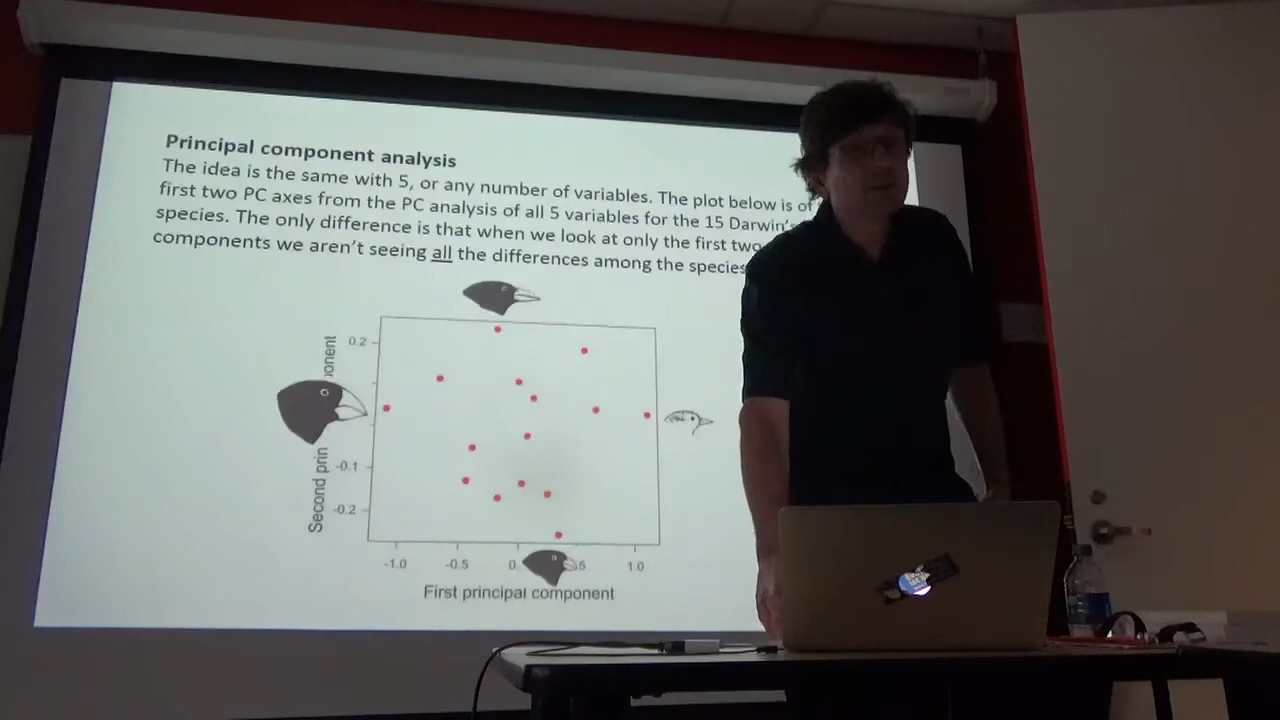 Principal component analysis
The idea is the same with 5, or any number of variables. The plot below is of
first two PC axes from the PC analysis of all 5 variables for the 15 Darwin's
species. The only difference is that when we look at only the first two
components we aren't seeing all the differences among the species
0.2
-0.1
-0.2
Second prin
onent
-1.0 -0.5 0. 5 1.0
First principal component